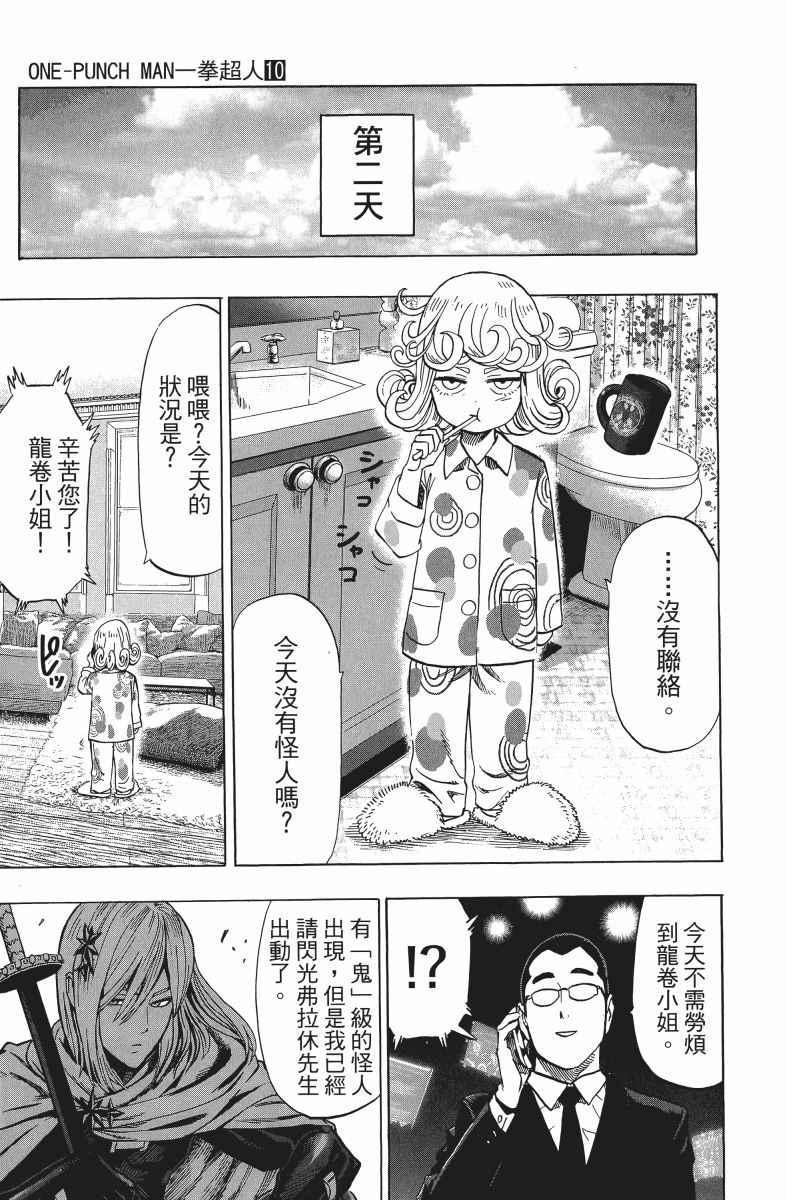 ONE-PUNCH MAN一拳超人10
第二天
……沒有聯絡。
シャコ
シャコ
今天沒有怪人嗎？
喂喂？今天的
狀況是？
辛苦您了！
龍卷小姐！
ピッ
今天不需勞煩
到龍卷小姐。
!?
有「鬼」級的怪人
出現，但是我已經
請閃光弗拉休先生
出動了。